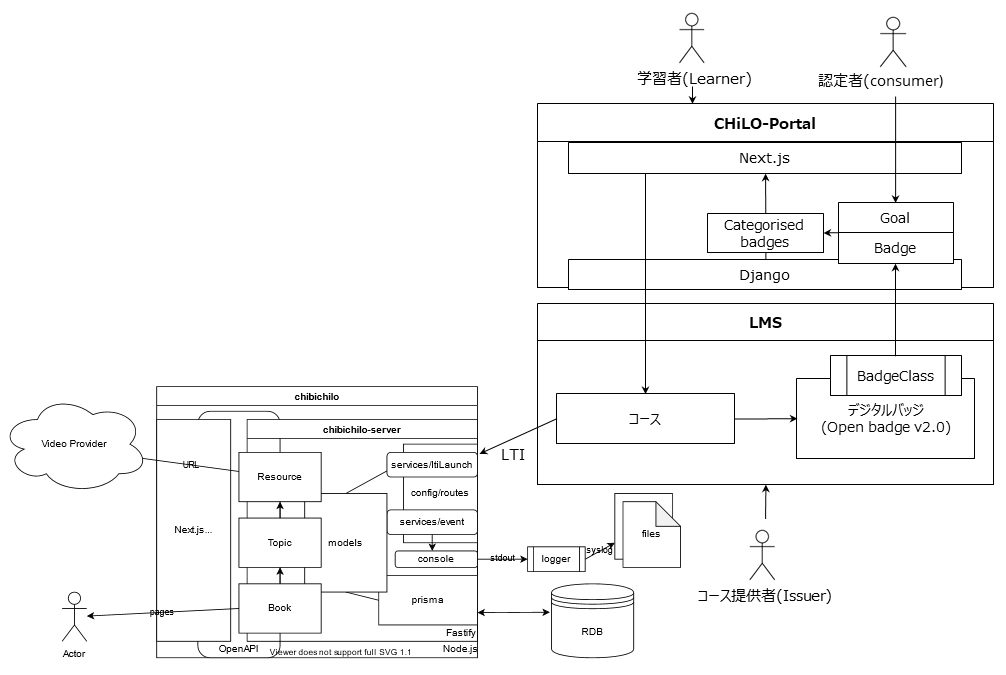 学習者(Learner)
認定者(consumer)
CHiLO-Portal
Next.js
Categorised
badges
Goal
Badge
Django
LMS
BadgeClass
コース
デジタルバッジ
(Open badge v2.0)
LTI
コース提供者(Issuer)
chibichilo
chibichilo-server
Video Provider
URL
Resource
services/ltiLaunch
config/routes
services/event
Next.js...
Topic
models
console
stdout
logger
syslog
files
Book
prisma
pages
Actor
RDB
Fastify
OpenAPI
Viewer does not support full SVG 1.1
Node.js